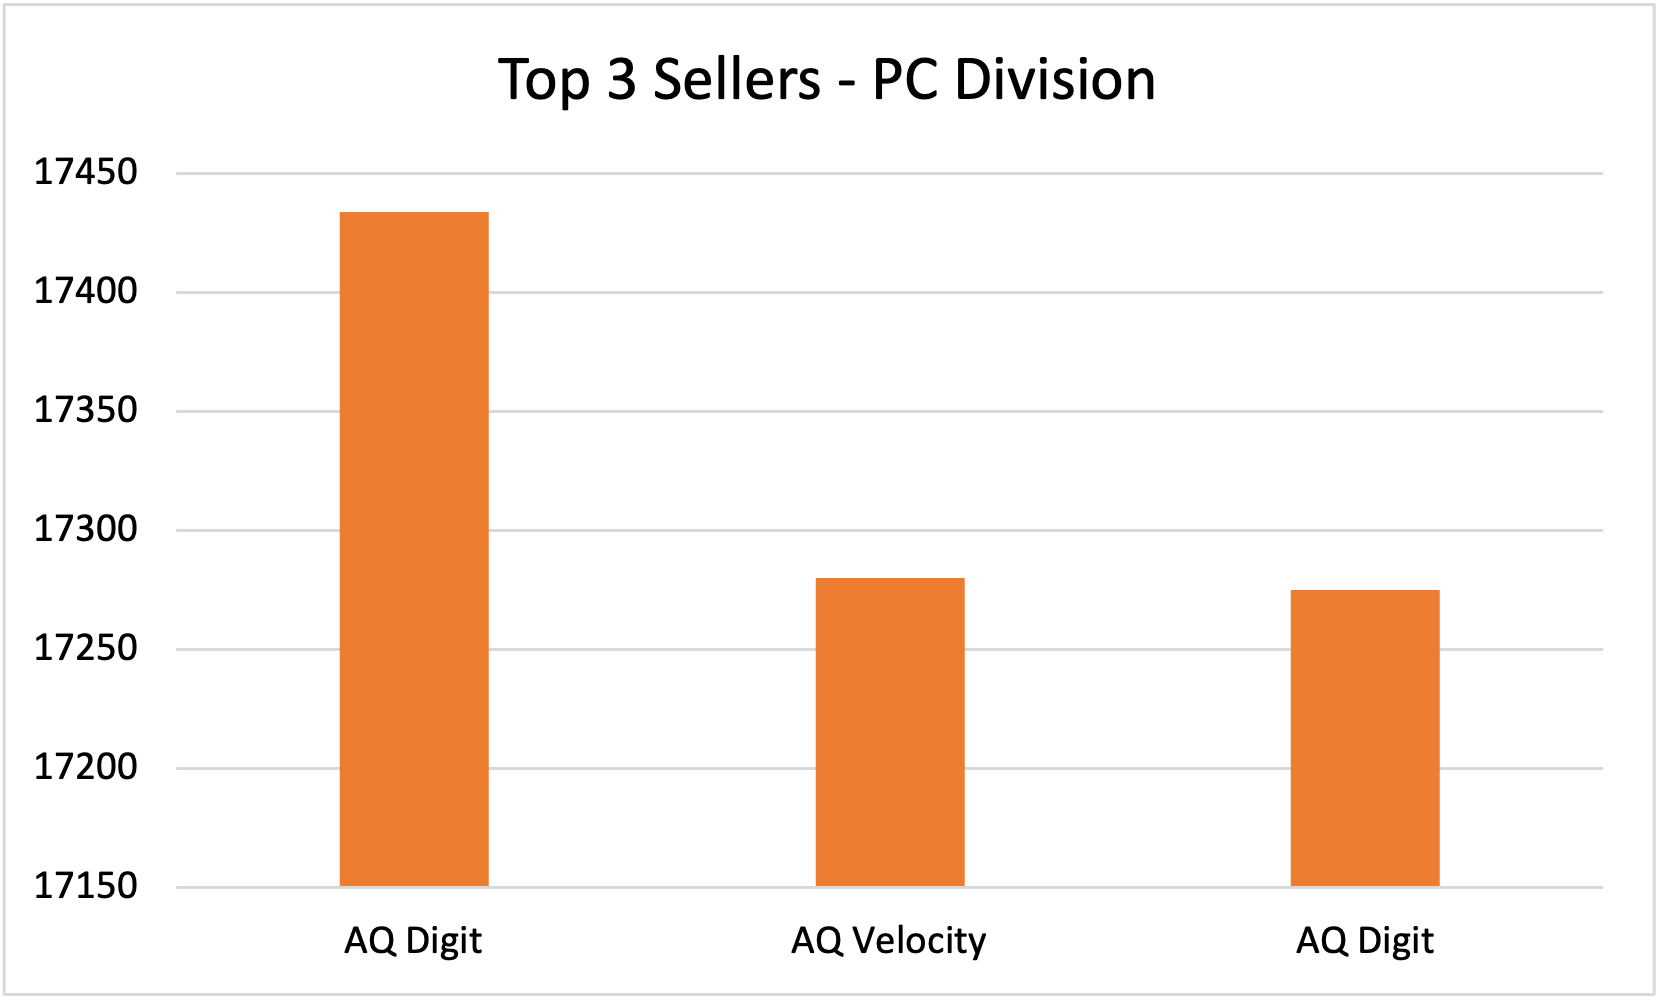 Top 3 Sellers - PC Division
17450
17400
17350
17300
17250
17200
17150
AQ Digit
AQ Velocity
AQ Digit